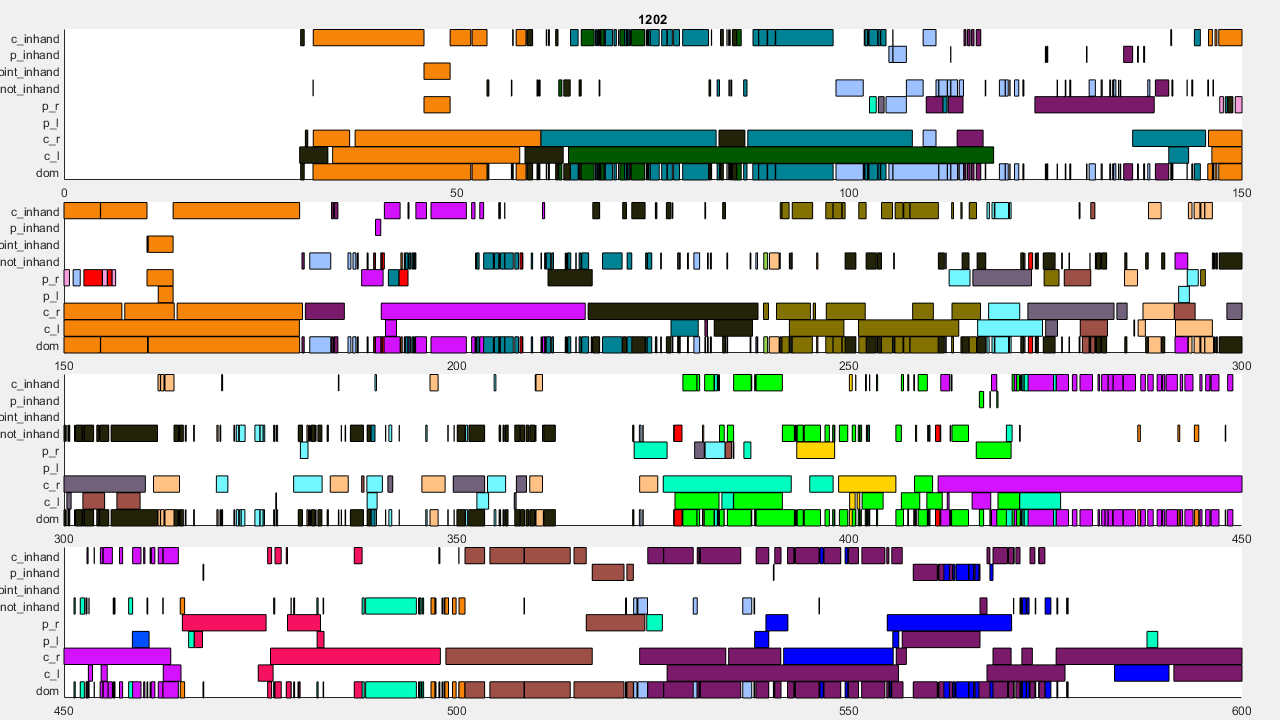 1202
c_inhand
p_inhand
oint_inhand
not_inhand
p_r
p_l
c_r
c_l
dom
0 50 100 150
c_inhand
p_inhand
oint_inhand
not_inhand
p_r
p_l
c_r
c_l
dom
150 200 250 300
c_inhand
p_inhand
oint_inhand
not_inhand
p_r
p_l
c_r
c_l
dom
300 350 400 450
c_inhand
p_inhand
oint_inhand
not_inhand
p_r
p_l
c_r
c_l
dom
450 500 550 600